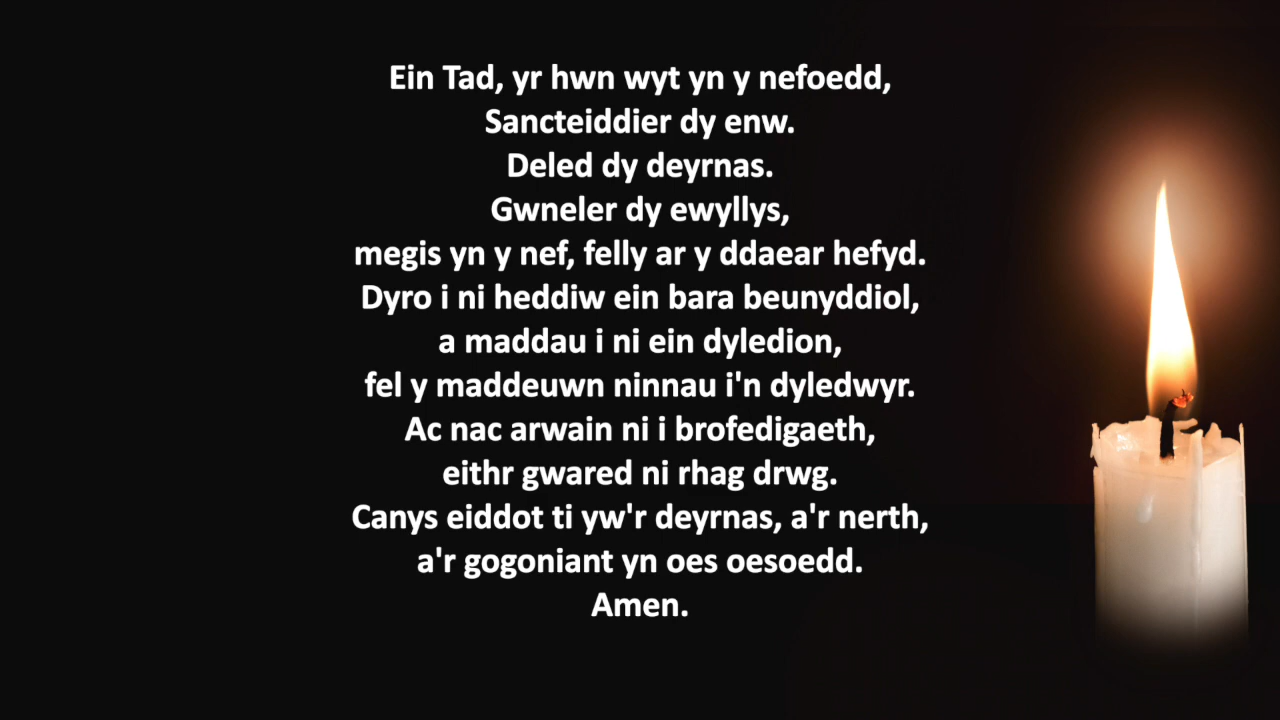 Ein Tad, yr hwn wyt yn y nefoedd,
Sancteiddier dy enw.
Deled dy deyrnas.
Gwneler dy ewyllys,
megis yn y nef, felly ar y ddaear hefyd.
Dyro i ni heddiw ein bara beunyddiol,
a maddau i ni ein dyledion,
fel y maddeuwn ninnau i'n dyledwyr.
Ac nac arwain ni i brofedigaeth,
eithr gwared ni rhag drwg.
Canys eiddot ti yw'r deyrnas, a'r nerth,
a'r gogoniant yn oes oesoedd.
Amen.